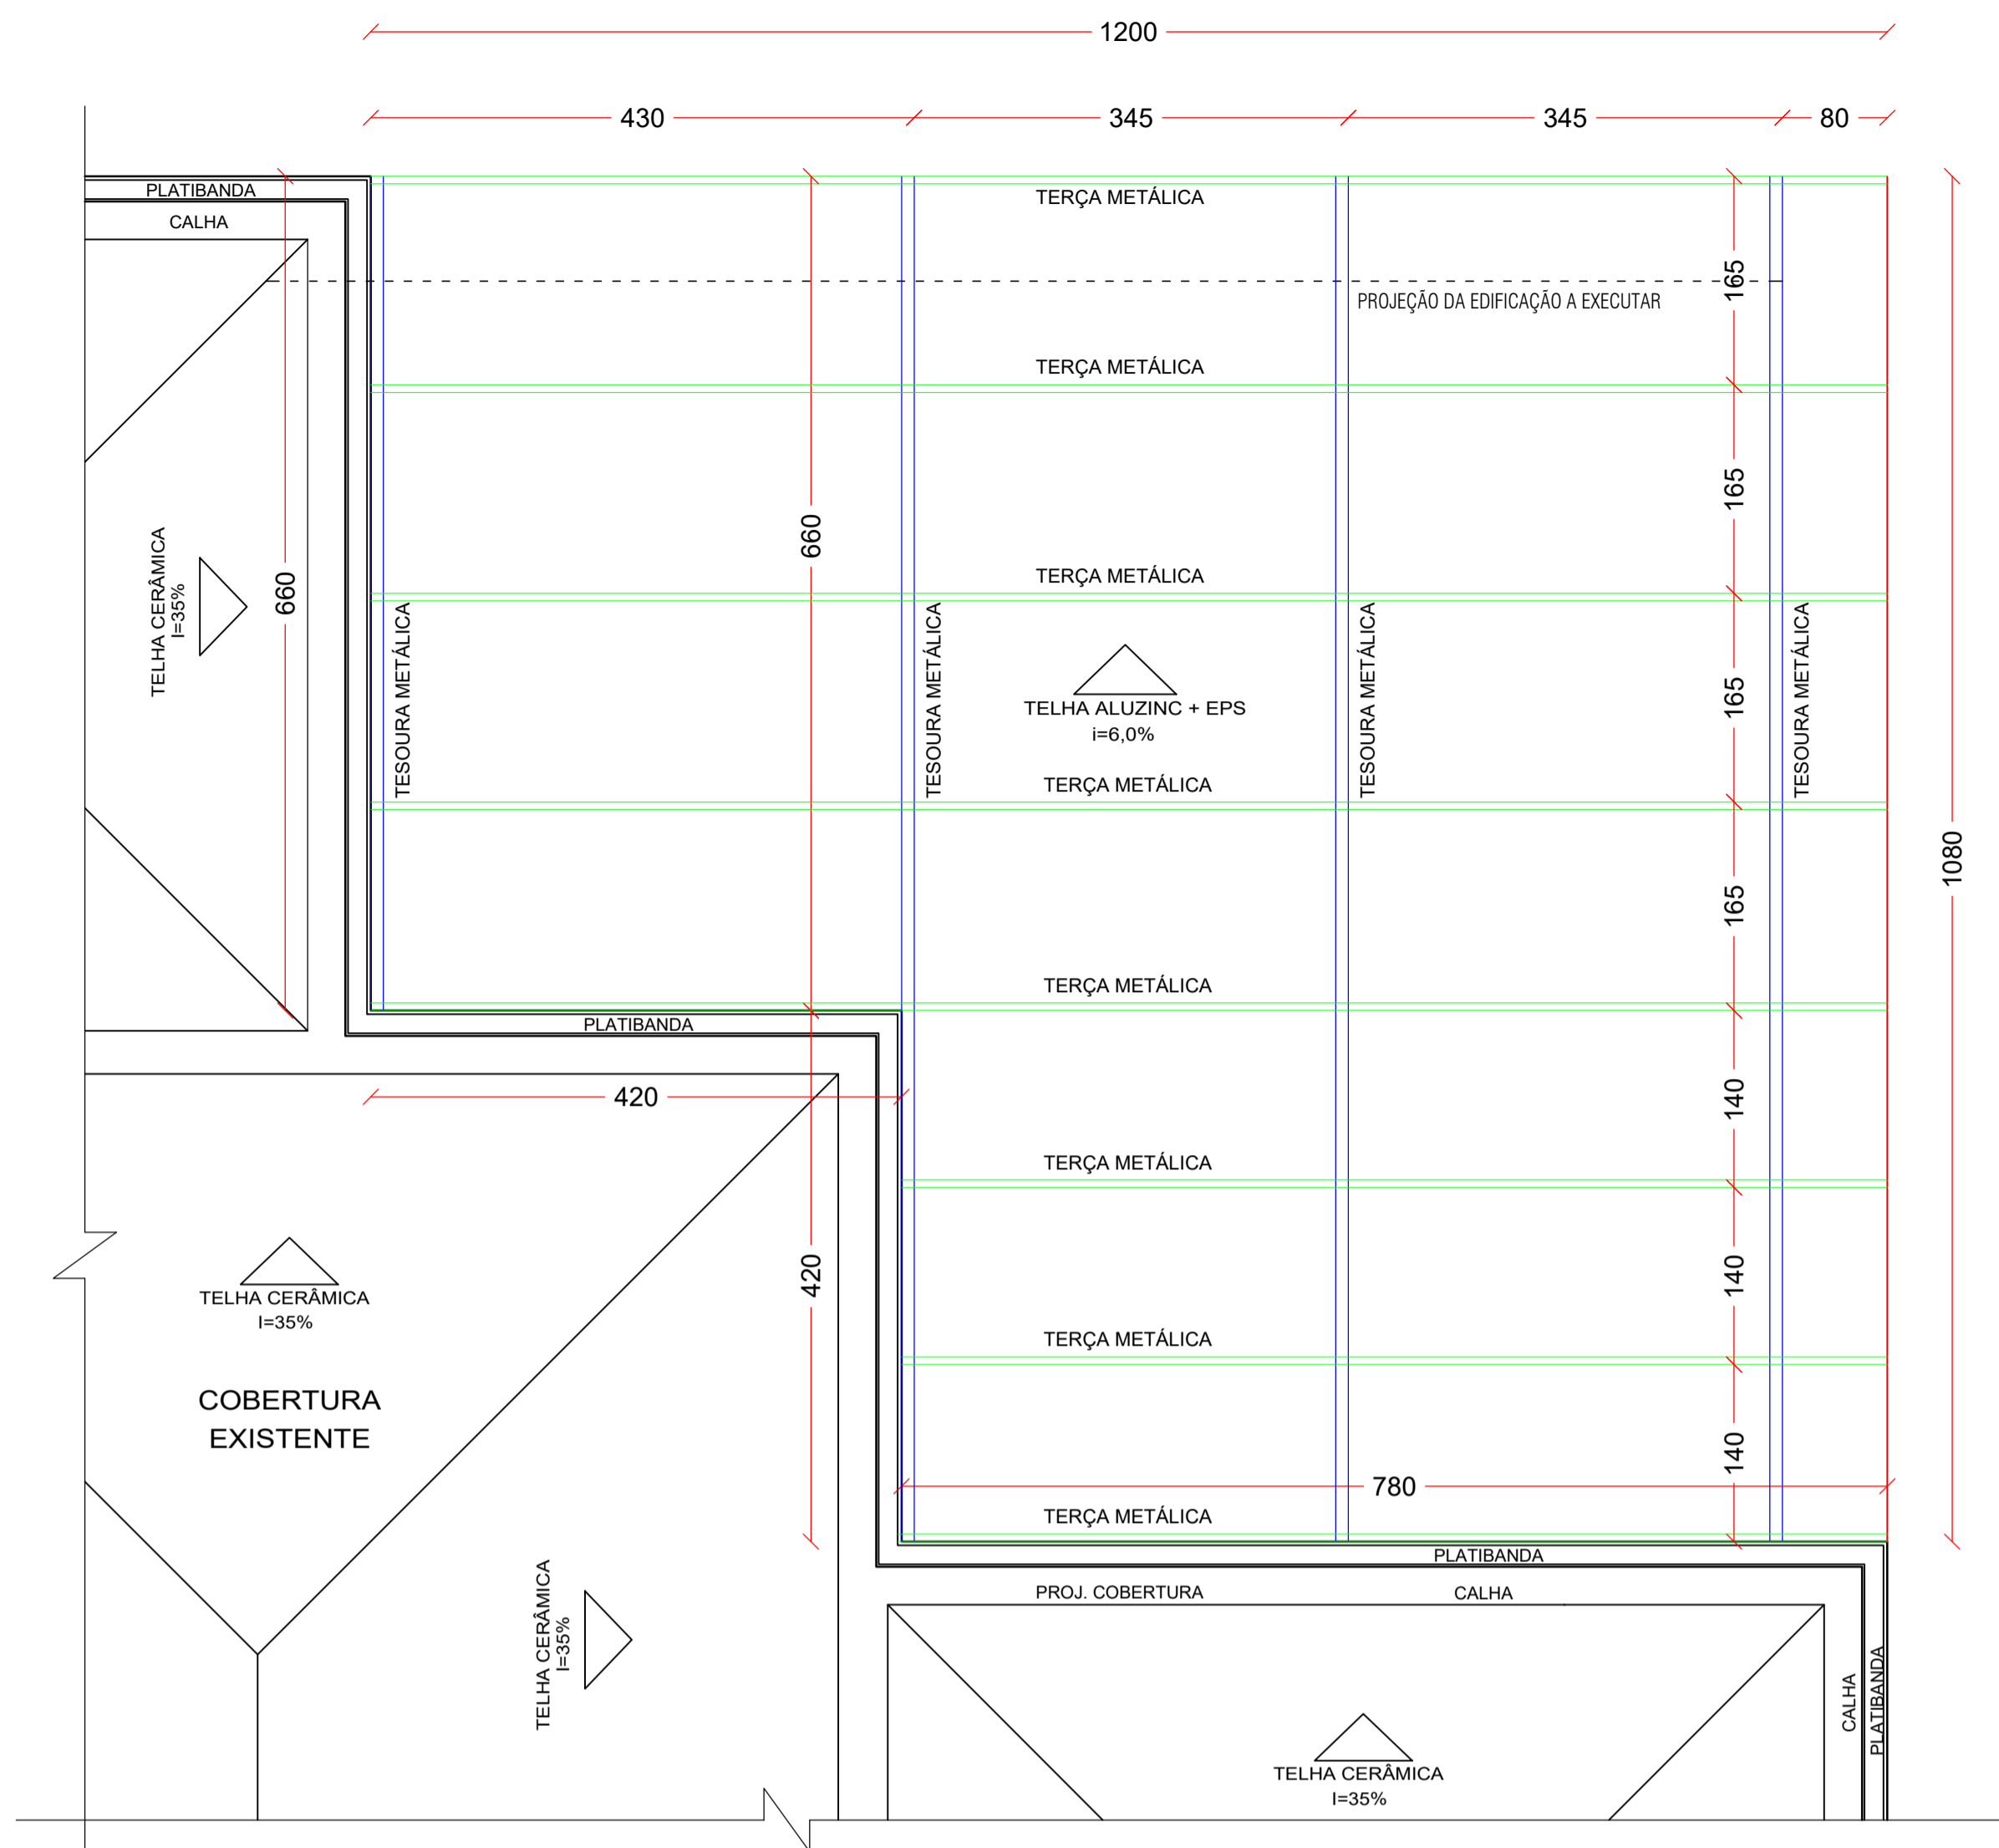 1200
430
345
345
80
PLATIBANDA
CALHA
TERÇA METÁLICA
165
PROJEÇÃO DA EDIFICAÇÃO A EXECUTAR
TERÇA METÁLICA
165
660
TERÇA METÁLICA
660
TELHA CERÂMICA
I=35%
TESOURA METÁLICA
TESOURA METÁLICA
TESOURA METÁLICA
TESOURA METÁLICA
165
TELHA ALUZINC + EPS
i=6,0%
TERÇA METÁLICA
1080
165
TERÇA METÁLICA
PLATIBANDA
420
140
TERÇA METÁLICA
420
140
TELHA CERÂMICA
I=35%
TERÇA METÁLICA
COBERTURA
EXISTENTE
140
780
TERÇA METÁLICA
PLATIBANDA
PROJ. COBERTURA
CALHA
TELHA CERÂMICA
I=35%
CALHA
PLATIBANDA
TELHA CERÂMICA
I=35%